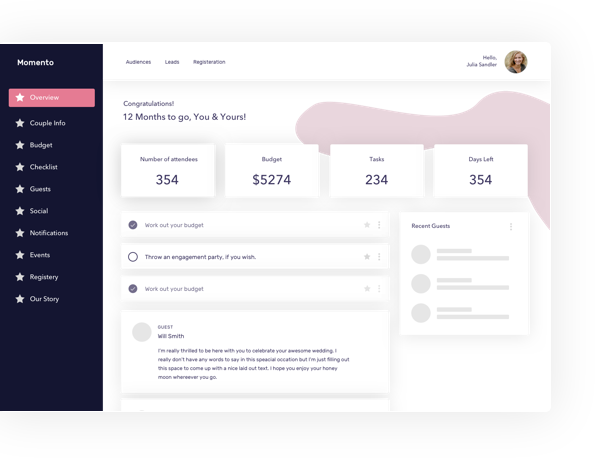 Momento
Audiences Leads Registeration
Hello,
Julia Sandler
Overview
Couple Info
Budget
Checklist
Guests
Social
Notifications
Events
Registery
Our Story
Congratulations!
12 Months to go, You & Yours!
Number of attendees
354
Budget
$5274
Tasks
234
Days Left
354
Work out your budget
Throw an engagement party, if you wish.
Work out your budget
Recent Guests
GUEST
Will Smith
I'm really thrilled to be here with you to celebrate your awesome wedding. I
really don't have any words to say in this speacial occation but I'm just filling out
this space to come up with a nice laid out text. I hope you enjoy your honey
moon whereever you go.